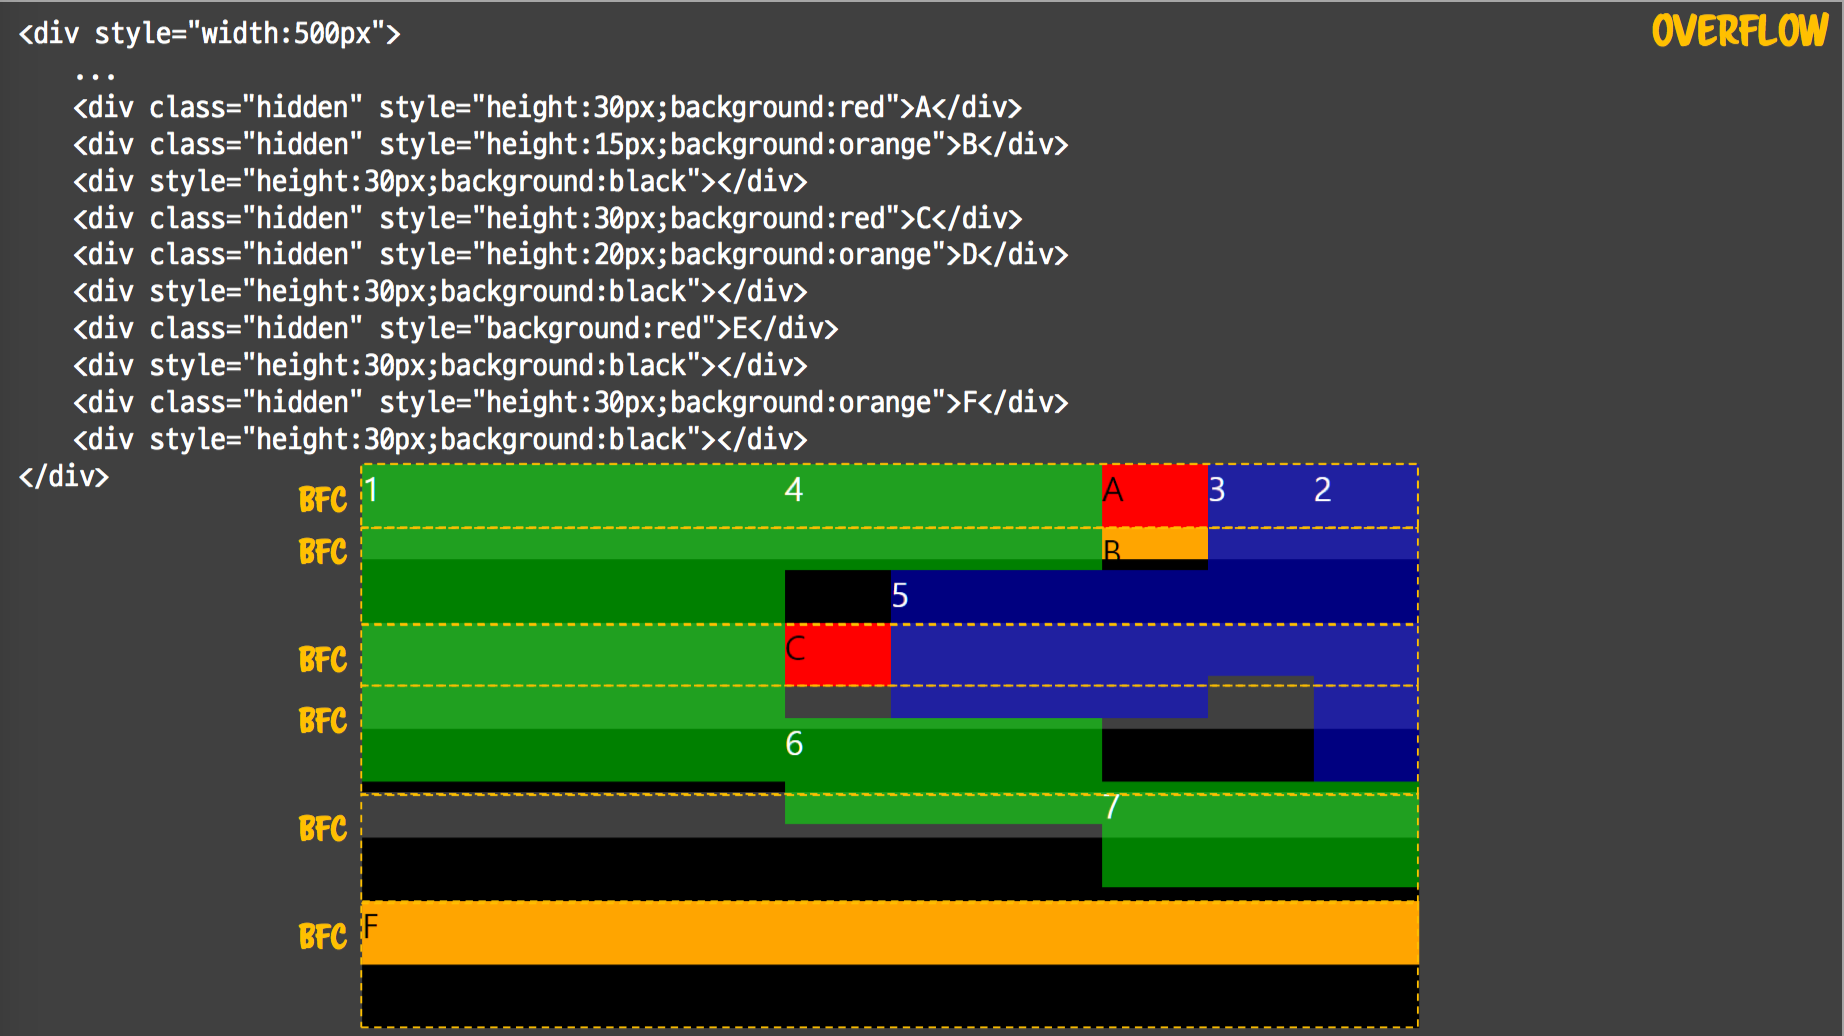 <div style="width:500px">
OVERFLOW
...
<div class="hidden" style="height:30px;background:red">A</div>
<div class="hidden" style="height:15px;background:orange">B</div>
<div style="height:30px;background:black"></div>
<div class="hidden" style="height:30px;background:red">C</div>
<div class="hidden" style="height:20px;background:orange">D</div>
<div style="height:30px;background:black"></div>
<div class="hidden" style="background:red">E</div>
<div style="height:30px;background:black"></div>
<div class="hidden" style="height:30px;background:orange">F</div>
<div style="height:30px;background:black"></div>
</div>
BFC 1 4 A 3 2
BFC B
5
BFC C
BFC
6
7
BFC
BFC F